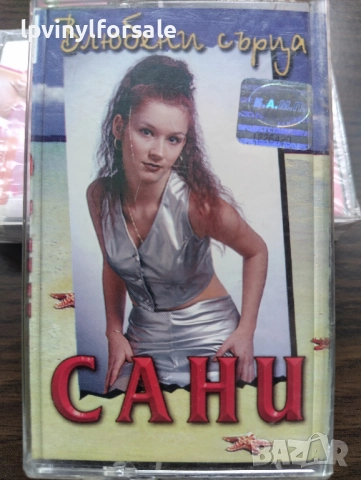 lpvinylforsale
Влюбени сърца
САНИ
BAZAR